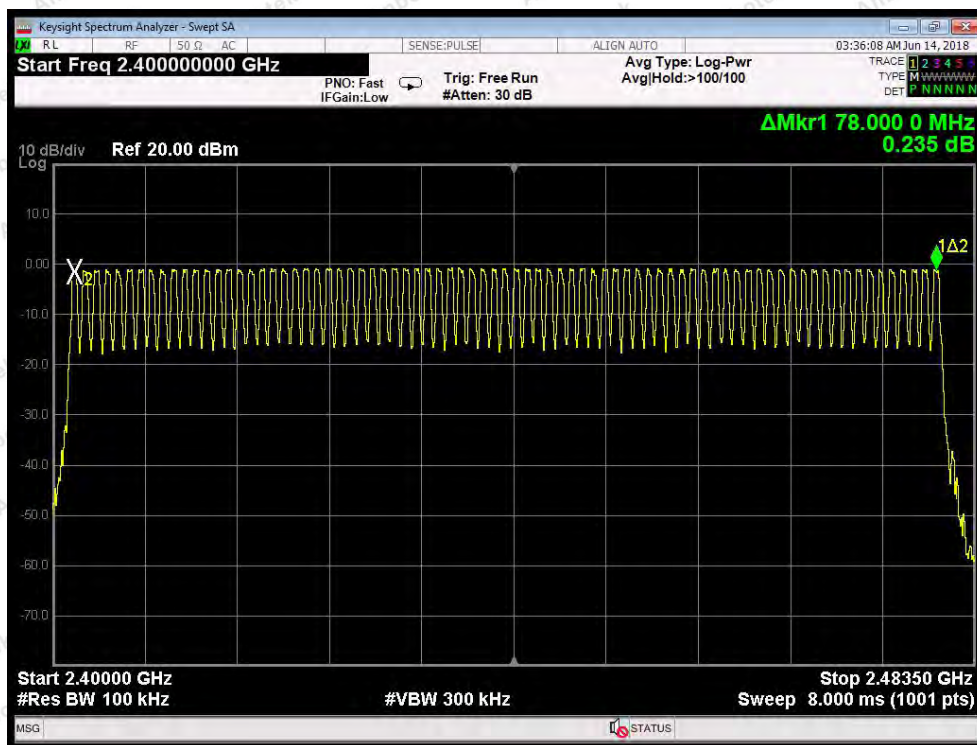 Keysight Spectrum Analyzer - Swept SA
LXI RL RF 50 Ω AC SENSE:PULSE ALIGN AUTO 03:36:08 AM Jun 14, 2018
Start Freq 2.400000000 GHz
PNO: Fast
IFGain:Low
Trig: Free Run
#Atten: 30 dB
Avg Type: Log-Pwr
Avg|Hold:>100/100
TRACE 1 2 3 4 5 6
TYPE M WWWWW
DET P N N N N N
ΔMkr1 78.000 0 MHz
0.235 dB
10 dB/div Ref 20.00 dBm
Log
10.0
0.00
-10.0
-20.0
-30.0
-40.0
-50.0
-60.0
-70.0
2
1Δ2
Start 2.40000 GHz Stop 2.48350 GHz
#Res BW 100 kHz #VBW 300 kHz Sweep 8.000 ms (1001 pts)
MSG STATUS